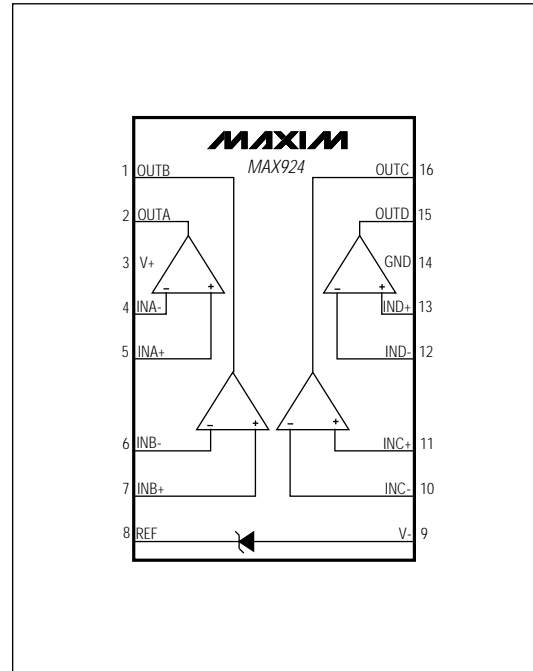 MAXIM
MAX924
1 OUTB
OUTC 16
2 OUTA
OUTD 15
3 V+
GND 14
- +
- +
4 INA-
IND+ 13
5 INA+
IND- 12
- +
- +
6 INB-
INC+ 11
7 INB+
INC- 10
8 REF
V- 9